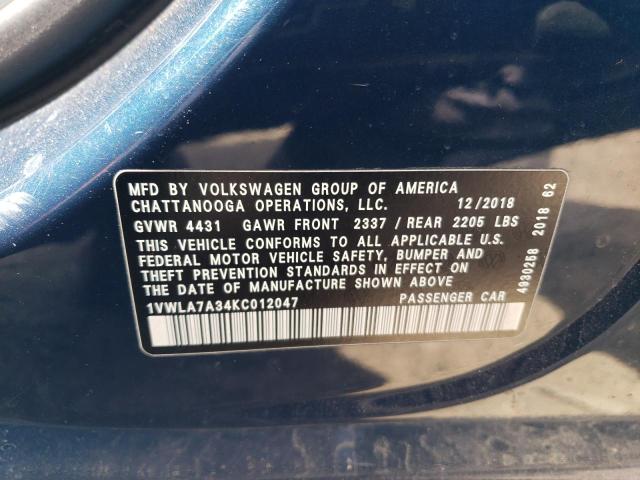 MFD BY VOLKSWAGEN GROUP OF AMERICA
CHATTANOOGA OPERATIONS, LLC. 12/2018
GVWR 4431 GAWR FRONT 2337 / REAR 2205 LBS
THIS VEHICLE CONFORMS TO ALL APPLICABLE U.S.
FEDERAL MOTOR VEHICLE SAFETY, BUMPER AND
THEFT PREVENTION STANDARDS IN EFFECT ON
THE DATE OF MANUFACTURE SHOWN ABOVE
1VWLA7A34KC012047 PASSENGER CAR
4930258 2018 62